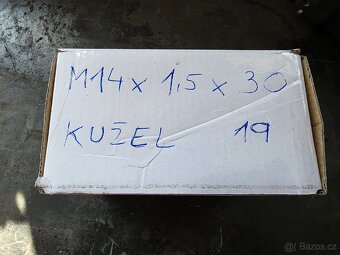 M14 x 1,5 x 30
KUŽEL 19
© Bazos.cz